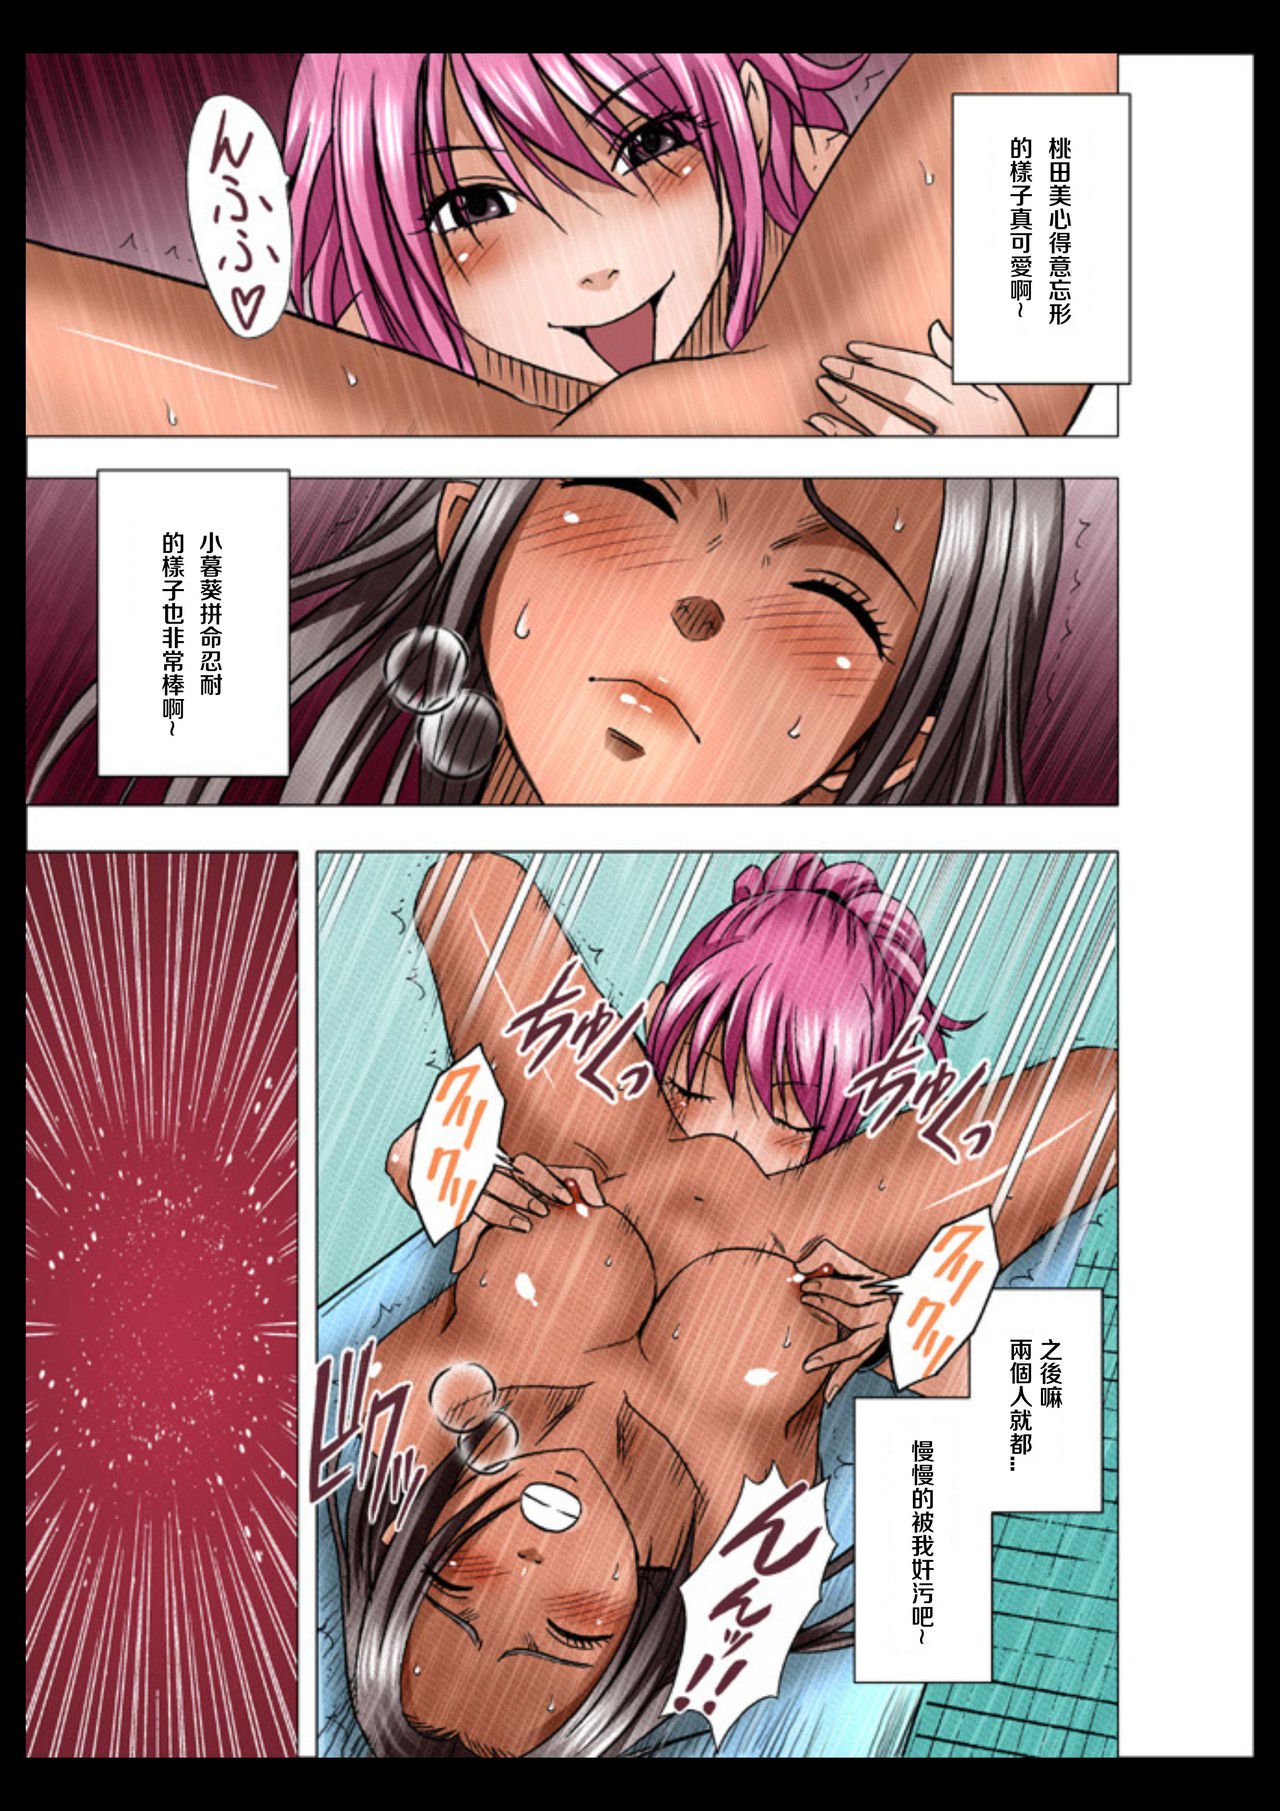 桃田美心得意忘形
的樣子真可愛啊~
んふふ♡
小暮葵拼命忍耐
的樣子也非常棒啊~
ちゅくっ
ちゅくっ
クリクリッ
クリクリッ
之後嘛
兩個人就都...
慢慢的被我奸污吧~
ビクッ
んんんッ!!